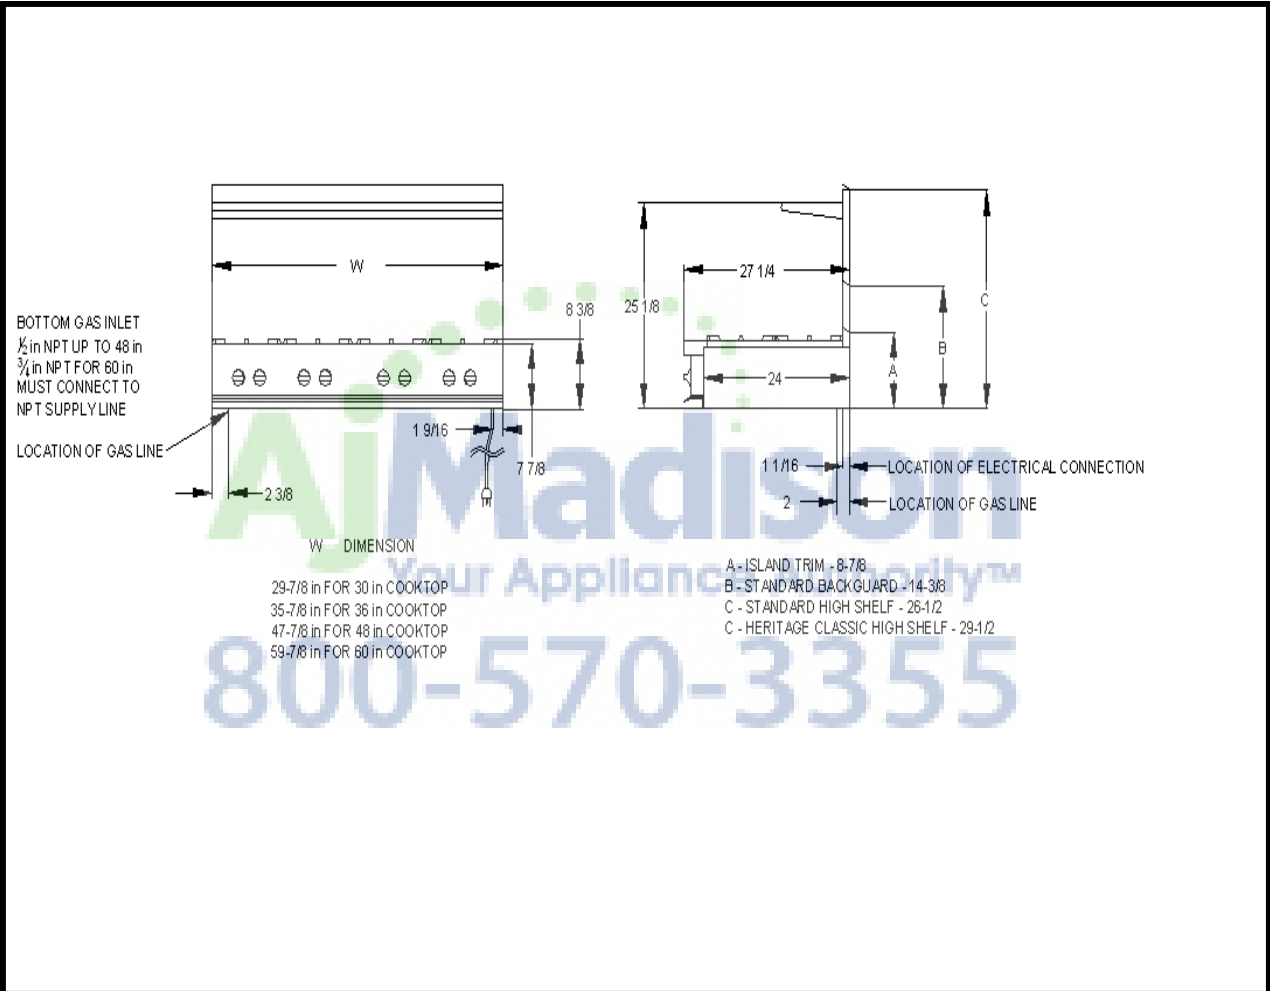 W
27 1/4
25 1/8
C
8 3/8
BOTTOM GAS INLET
½ in NPT UP TO 48 in
¾ in NPT FOR 60 in
MUST CONNECT TO
NPT SUPPLY LINE
LOCATION OF GAS LINE
B
A
24
1 9/16
7 7/8
2 3/8
1 1/16
LOCATION OF ELECTRICAL CONNECTION
2
LOCATION OF GAS LINE
AjMadison
Your Appliance Authority™
800-570-3355
W DIMENSION
29-7/8 in FOR 30 in COOKTOP
35-7/8 in FOR 36 in COOKTOP
47-7/8 in FOR 48 in COOKTOP
59-7/8 in FOR 60 in COOKTOP
A - ISLAND TRIM - 8-7/8
B - STANDARD BACKGUARD - 14-3/8
C - STANDARD HIGH SHELF - 26-1/2
C - HERITAGE CLASSIC HIGH SHELF - 29-1/2